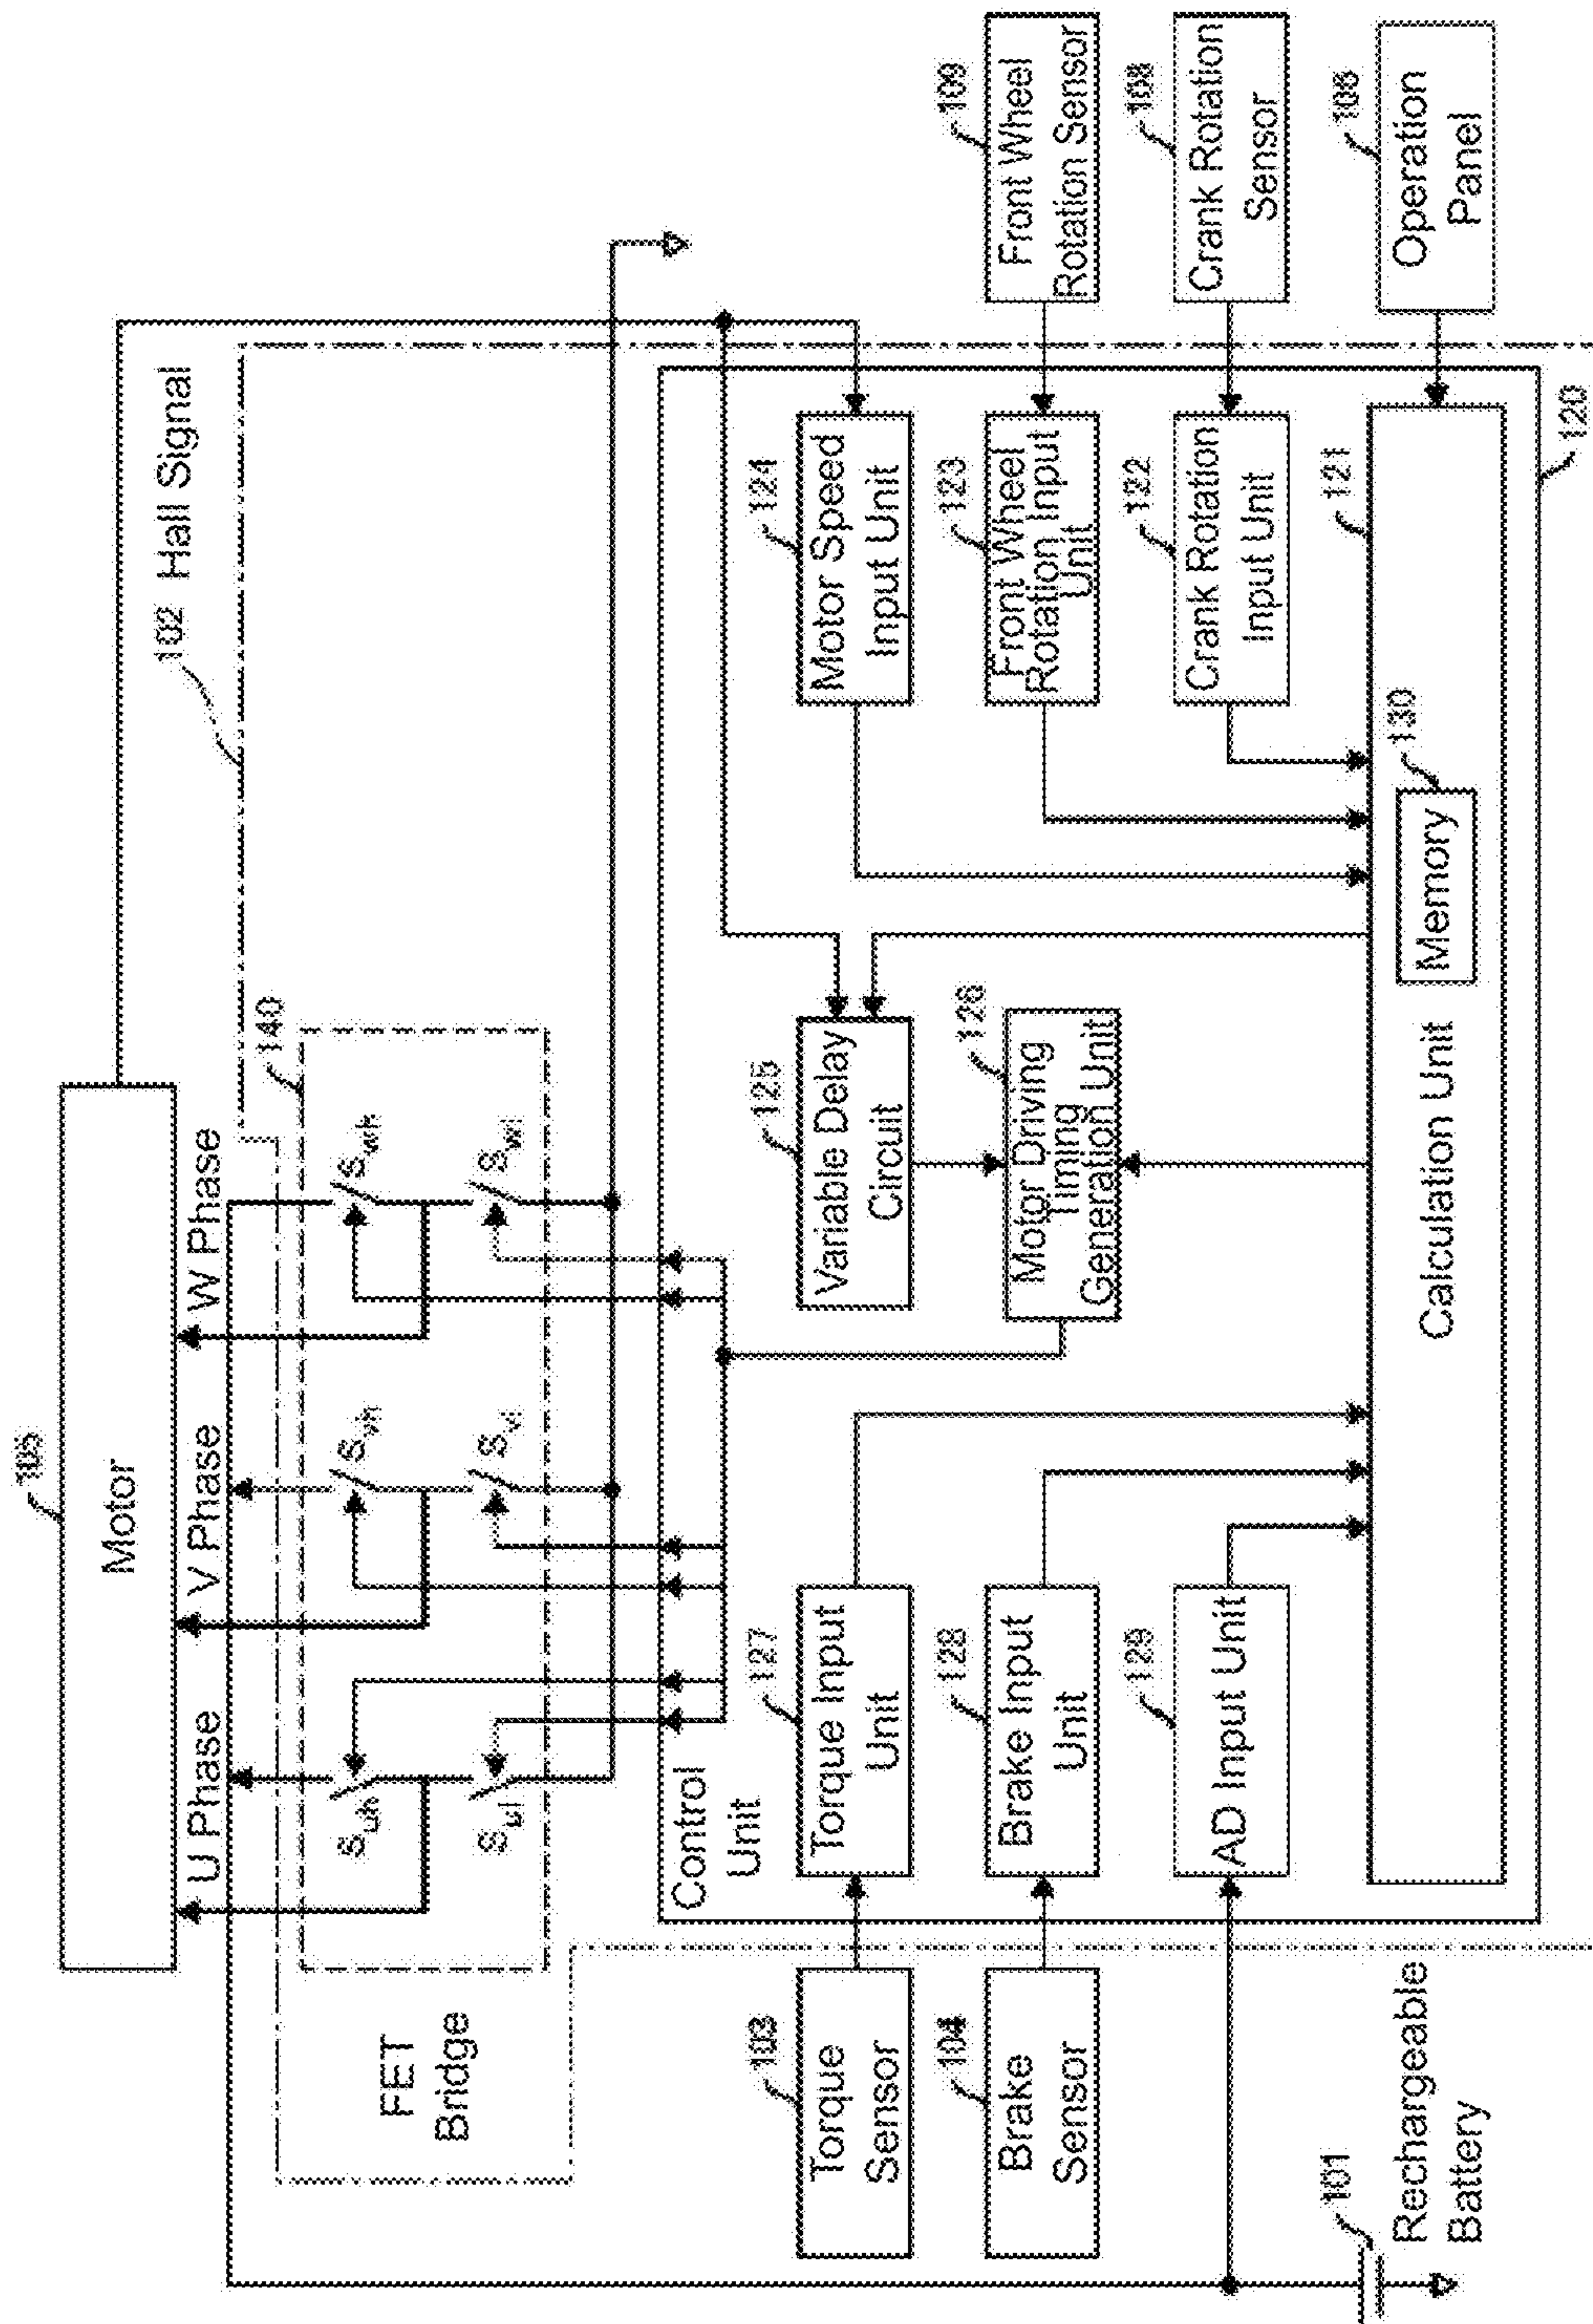 105
Motor
U Phase
V Phase
W Phase
102
Hall Signal
140
FET
Bridge
Suh
Svh
Swh
Sul
Svl
Swl
Control
Unit
103
Torque
Sensor
127
Torque Input
Unit
125
Variable Delay
Circuit
124
Motor Speed
Input Unit
109
Front Wheel
Rotation Sensor
104
Brake
Sensor
128
Brake Input
Unit
126
Motor Driving
Timing
Generation Unit
123
Front Wheel
Rotation Input
Unit
108
Crank Rotation
Sensor
129
AD Input Unit
122
Crank Rotation
Input Unit
106
Operation
Panel
101
Rechargeable
Battery
Calculation Unit
130
Memory
121
120